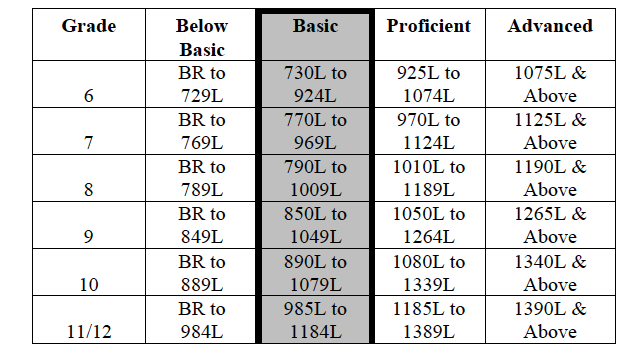 Grade Below Basic Proficient Advanced
Basic
BR to 730L to 925L to 1075L &
6 729L 924L 1074L Above
BR to 770L to 970L to 1125L &
7 769L 969L 1124L Above
BR to 790L to 1010L to 1190L &
8 789L 1009L 1189L Above
BR to 850L to 1050L to 1265L &
9 849L 1049L 1264L Above
BR to 890L to 1080L to 1340L &
10 889L 1079L 1339L Above
BR to 985L to 1185L to 1390L &
11/12 984L 1184L 1389L Above